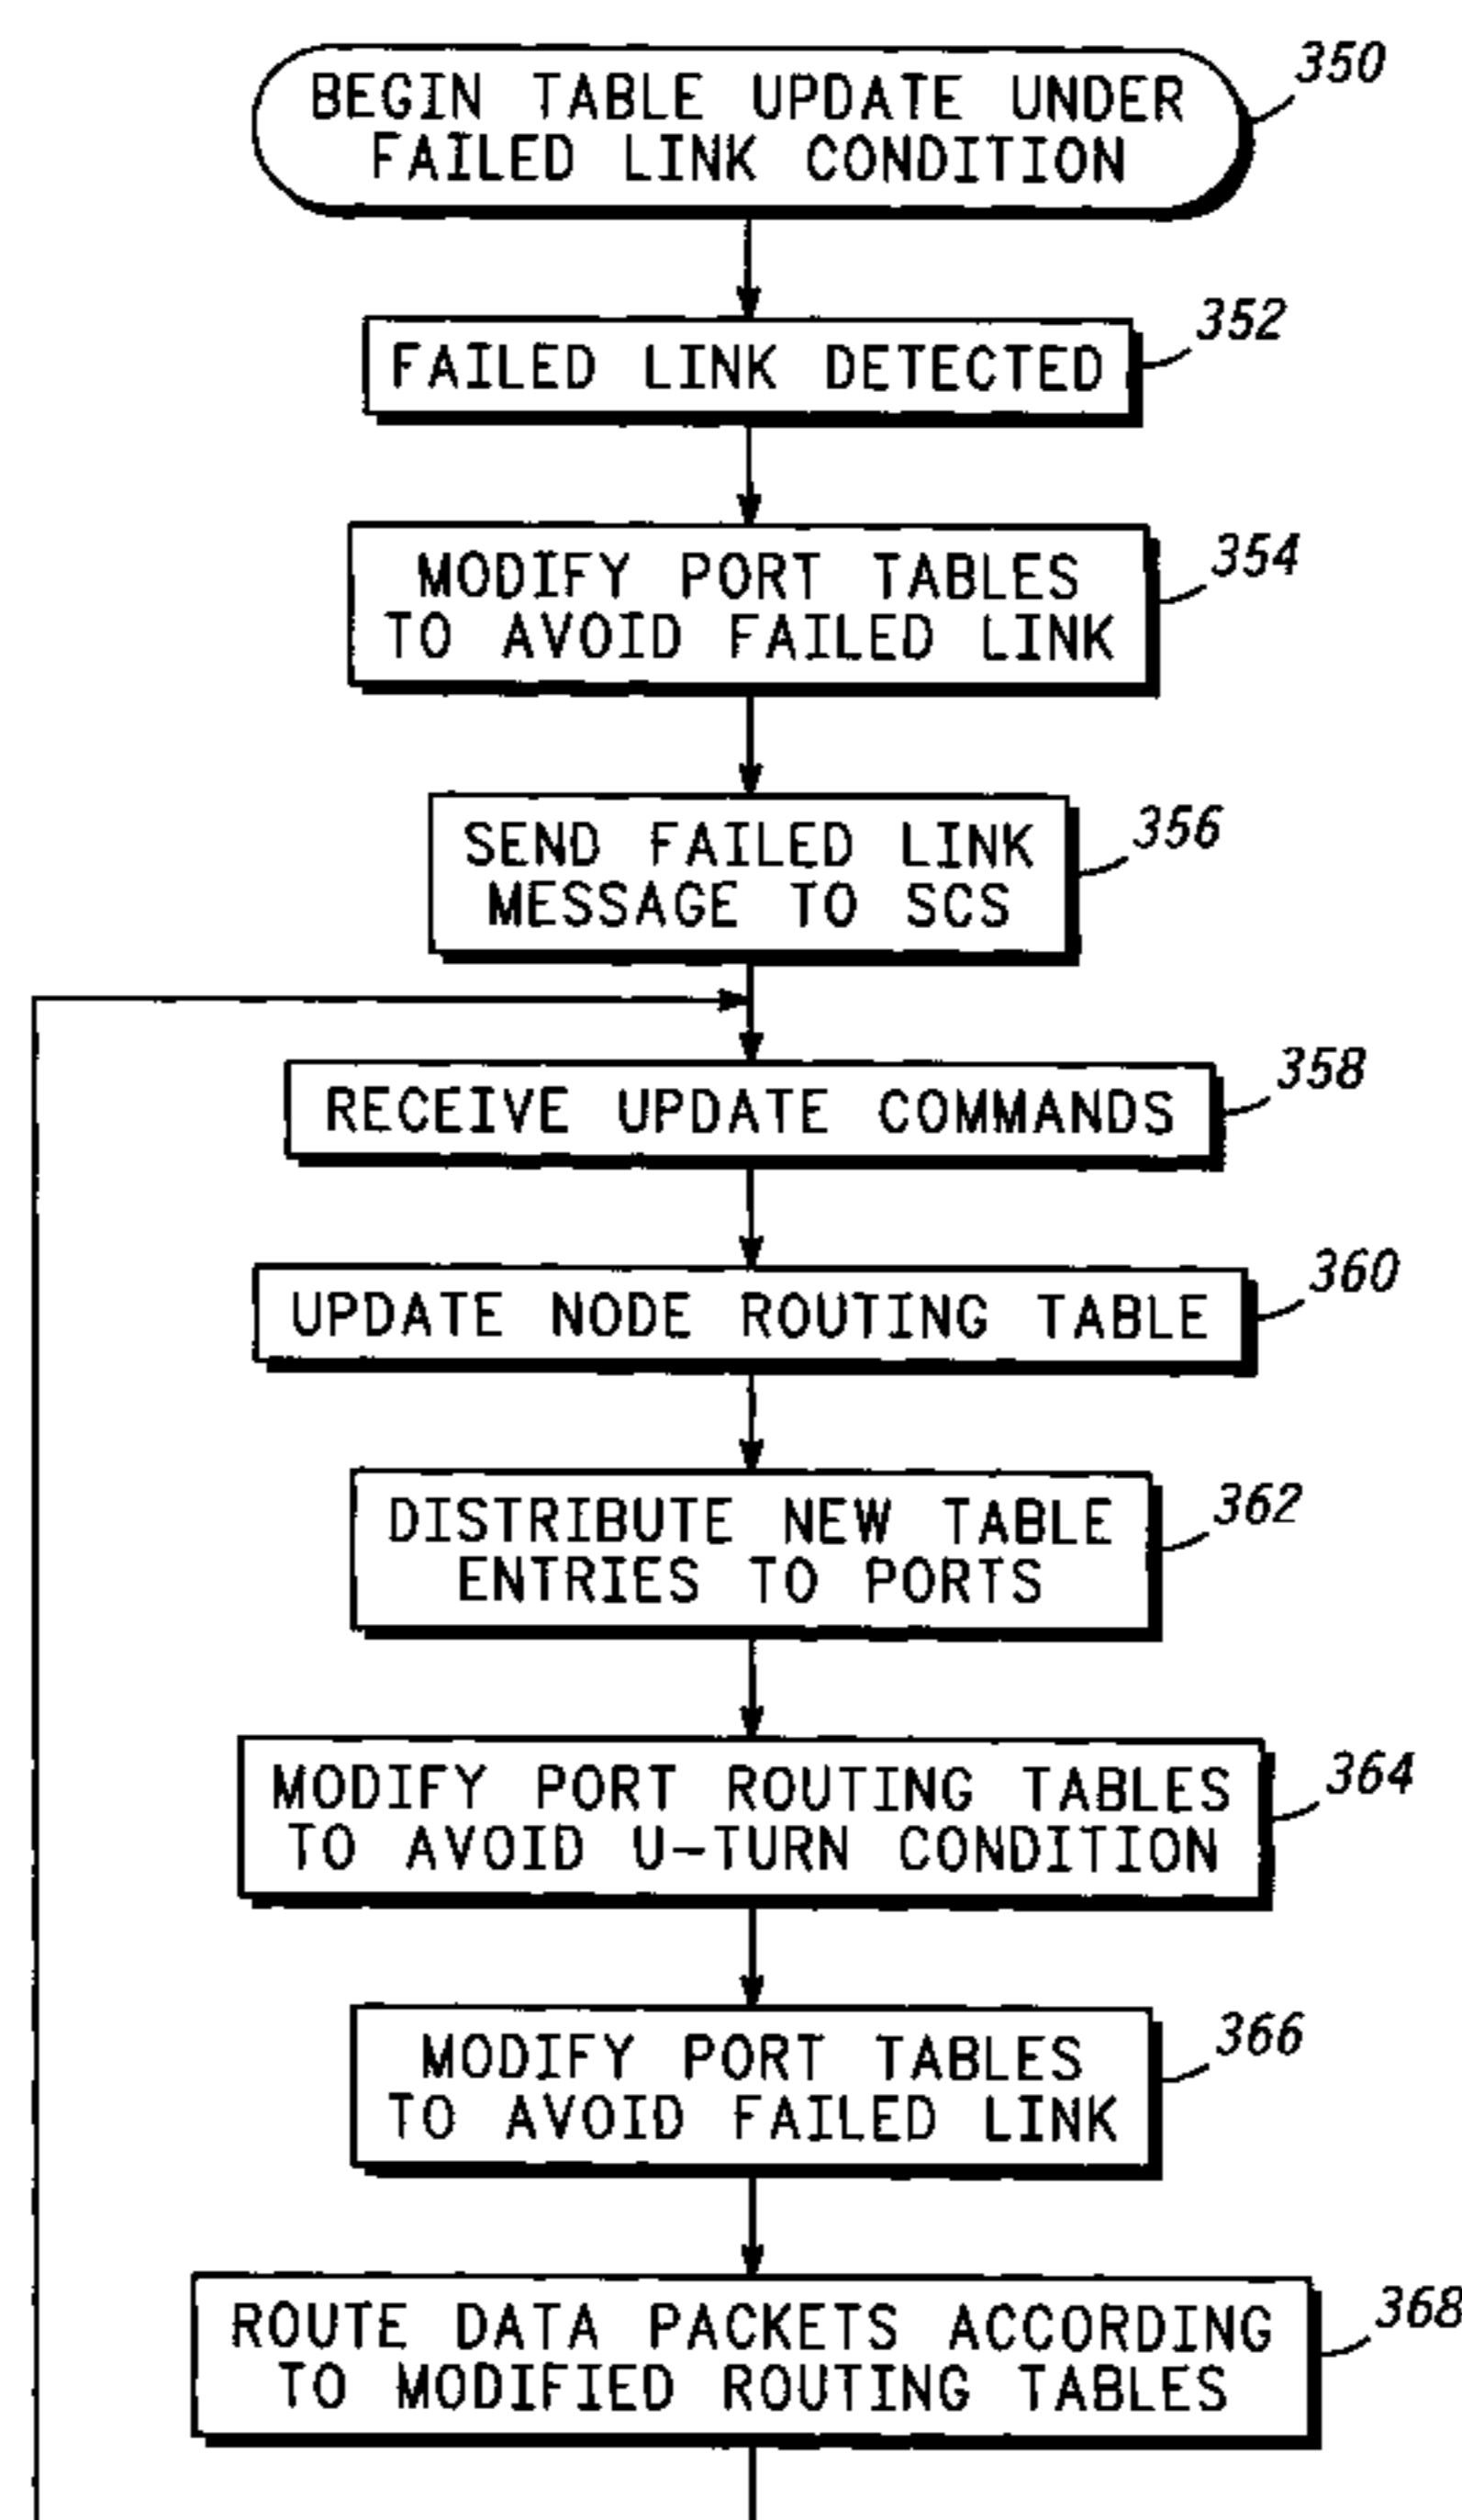 BEGIN TABLE UPDATE UNDER
FAILED LINK CONDITION
350
FAILED LINK DETECTED
352
MODIFY PORT TABLES
TO AVOID FAILED LINK
354
SEND FAILED LINK
MESSAGE TO SCS
356
RECEIVE UPDATE COMMANDS
358
UPDATE NODE ROUTING TABLE
360
DISTRIBUTE NEW TABLE
ENTRIES TO PORTS
362
MODIFY PORT ROUTING TABLES
TO AVOID U-TURN CONDITION
364
MODIFY PORT TABLES
TO AVOID FAILED LINK
366
ROUTE DATA PACKETS ACCORDING
TO MODIFIED ROUTING TABLES
368